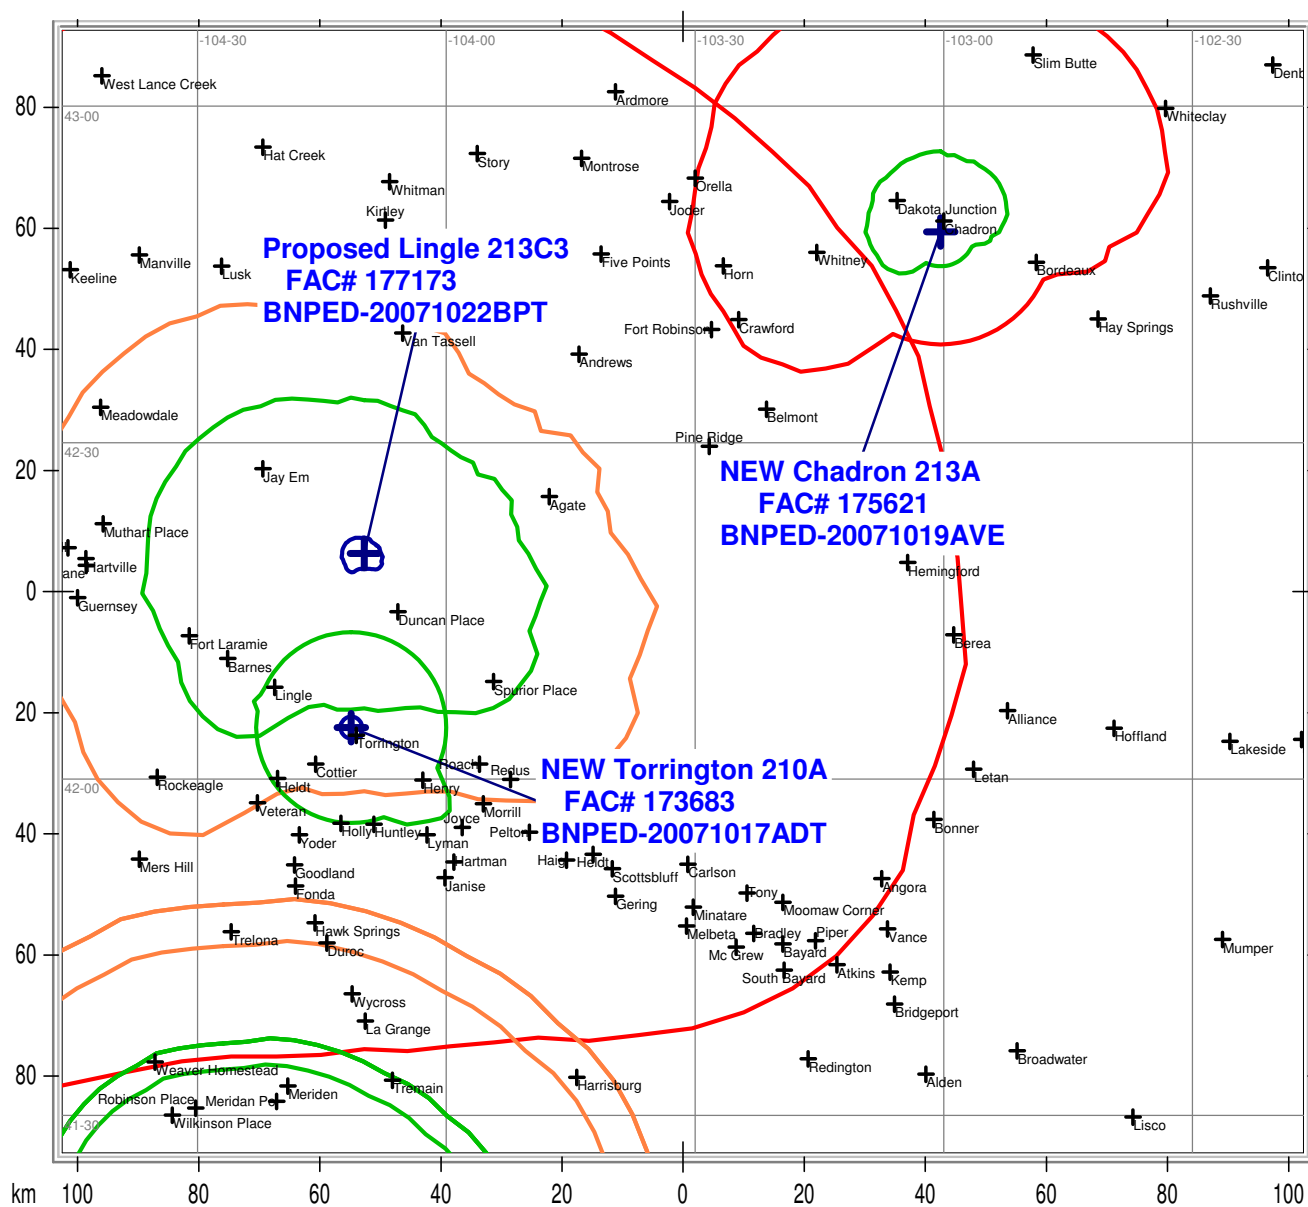 -104-30
-104-00
-103-30
-103-00
-102-30
West Lance Creek
Slim Butte
Ardmore
80
43-00
Whiteclay
Hat Creek
Story
Montrose
Whitman
Orella
Kirtley
Joder
Dakota Junction
60
Chadron
Proposed Lingle 213C3
FAC# 177173
BNPED-20071022BPT
Manville
Five Points
Whitney
Keeline
Lusk
Horn
Bordeaux
Clinto
Rushville
Fort Robinson
Crawford
Hay Springs
Van Tassell
40
Andrews
Meadowdale
Belmont
42-30
Pine Ridge
20
Jay Em
NEW Chadron 213A
FAC# 175621
BNPED-20071019AVE
Agate
Muthart Place
Hartville
ane
Hemingford
0
Guernsey
Duncan Place
Fort Laramie
Berea
Barnes
Lingle
Spurior Place
20
Alliance
Hoffland
Torrington
Lakeside
Cottier
Roach
Redus
NEW Torrington 210A
FAC# 173683
BNPED-20071017ADT
42-00
Rockeagle
Heldt
Henry
Letan
Veteran
Morrill
Joyce
Bonner
40
Yoder
Holly
Huntley
Lyman
Pelton
Mers Hill
Goodland
Hartman
Haig
Heldt
Scottsbluff
Carlson
Fonda
Janise
Gering
Tony
Angora
Minatare
Moomaw Corner
Trelona
Hawk Springs
Melbeta
Bradley
Piper
Vance
Duroc
Mc Grew
Bayard
Mumper
60
South Bayard
Atkins
Kemp
Wycross
Bridgeport
La Grange
Weaver Homestead
Redington
Broadwater
80
Tremain
Harrisburg
Alden
Robinson Place
Meridan Po
Meriden
Wilkinson Place
Lisco
41-30
km 100 80 60 40 20 0 20 40 60 80 100